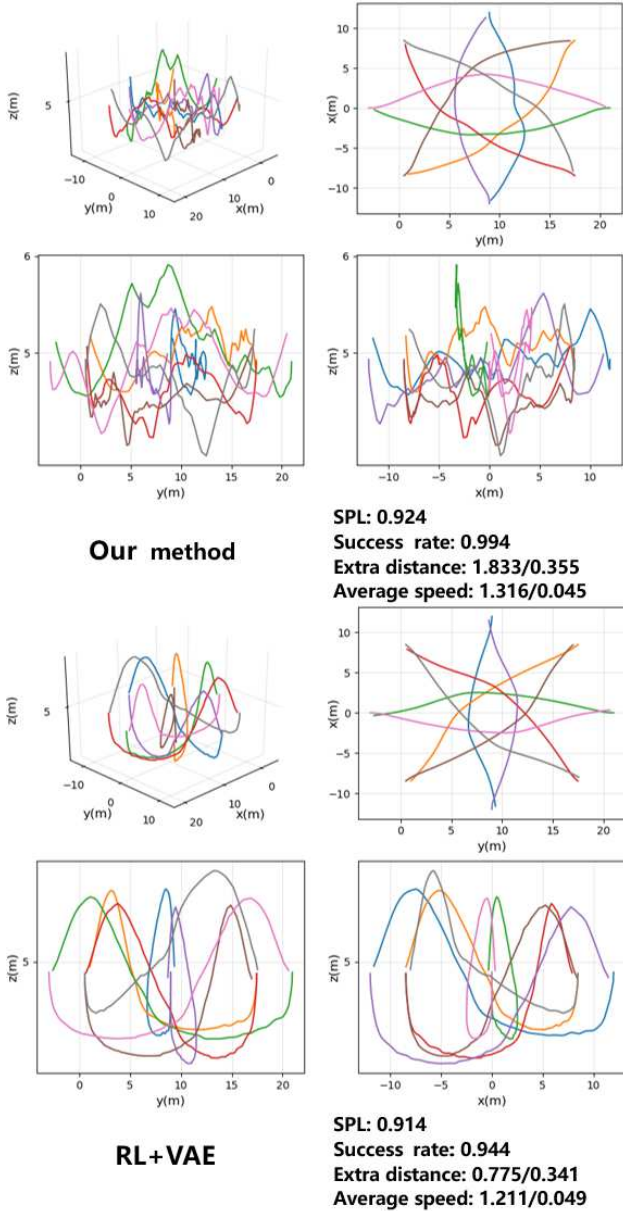 z(m)
5
−10
0
10
y(m)
20
10
0
x(m)
x(m)
10
5
0
−5
−10
0
5
10
15
20
y(m)
z(m)
6
5
0
5
10
15
20
y(m)
z(m)
5
−10
−5
0
5
10
x(m)
Our method
SPL: 0.924
Success rate: 0.994
Extra distance: 1.833/0.355
Average speed: 1.316/0.045
z(m)
5
−10
0
10
y(m)
20
10
0
x(m)
x(m)
10
5
0
−5
−10
0
5
10
15
20
y(m)
z(m)
5
0
5
10
15
20
y(m)
z(m)
5
−10
−5
0
5
10
x(m)
RL+VAE
SPL: 0.914
Success rate: 0.944
Extra distance: 0.775/0.341
Average speed: 1.211/0.049